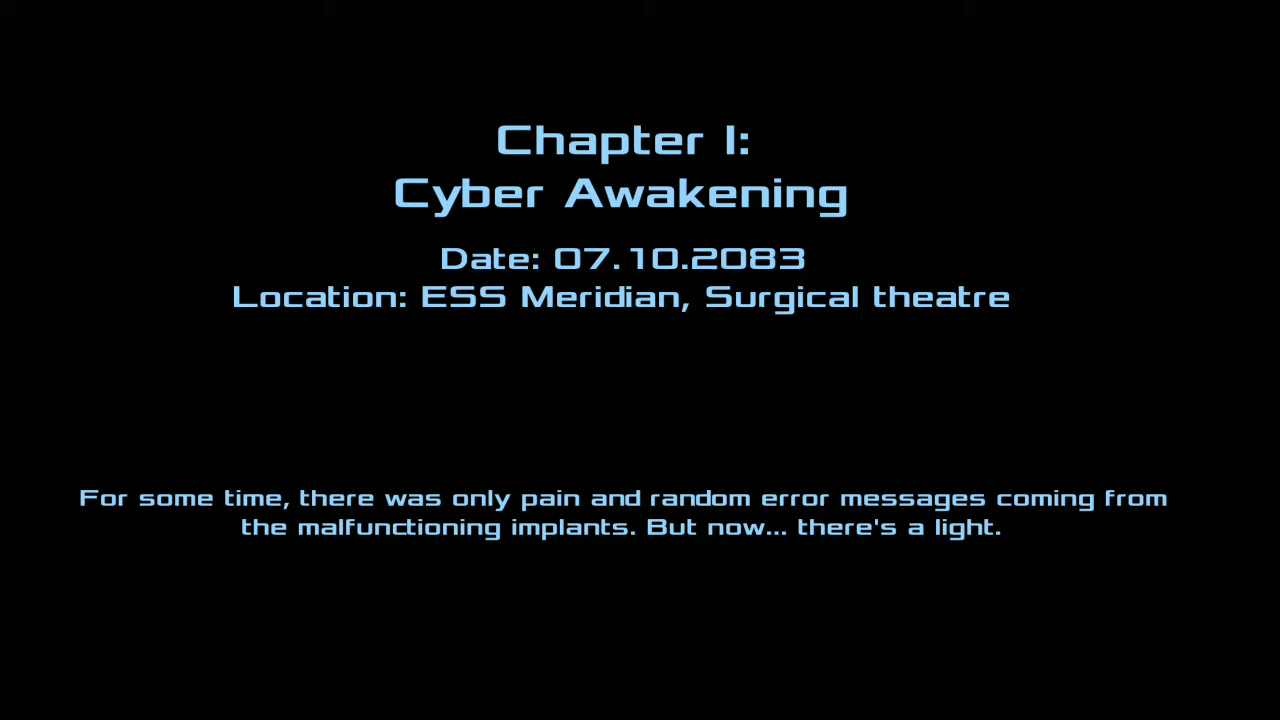 Chapter I:
Cyber Awakening
Date: 07.10.2083
Location: ESS Meridian, Surgical theatre
For some time, there was only pain and random error messages coming from
the malfunctioning implants. But now... there's a light.